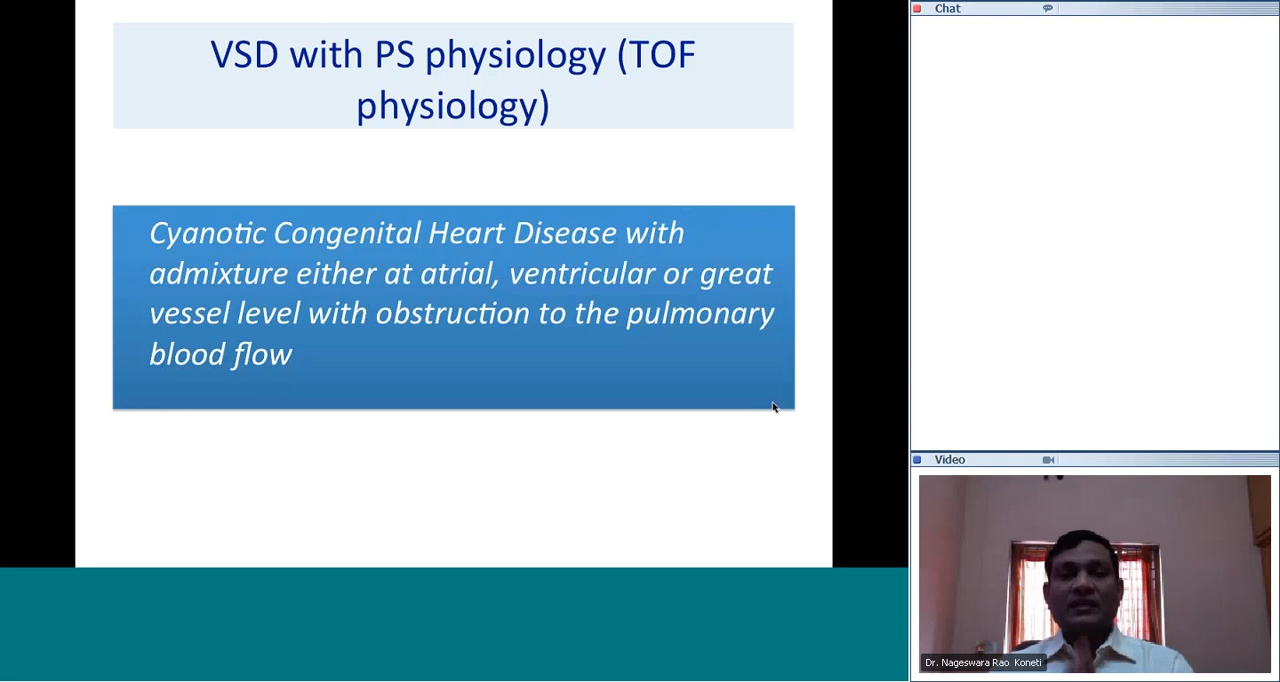 VSD with PS physiology (TOF
physiology)
Cyanotic Congenital Heart Disease with
admixture either at atrial, ventricular or great
vessel level with obstruction to the pulmonary
blood flow
Chat
Video
Dr. Nageswara Rao Koneti